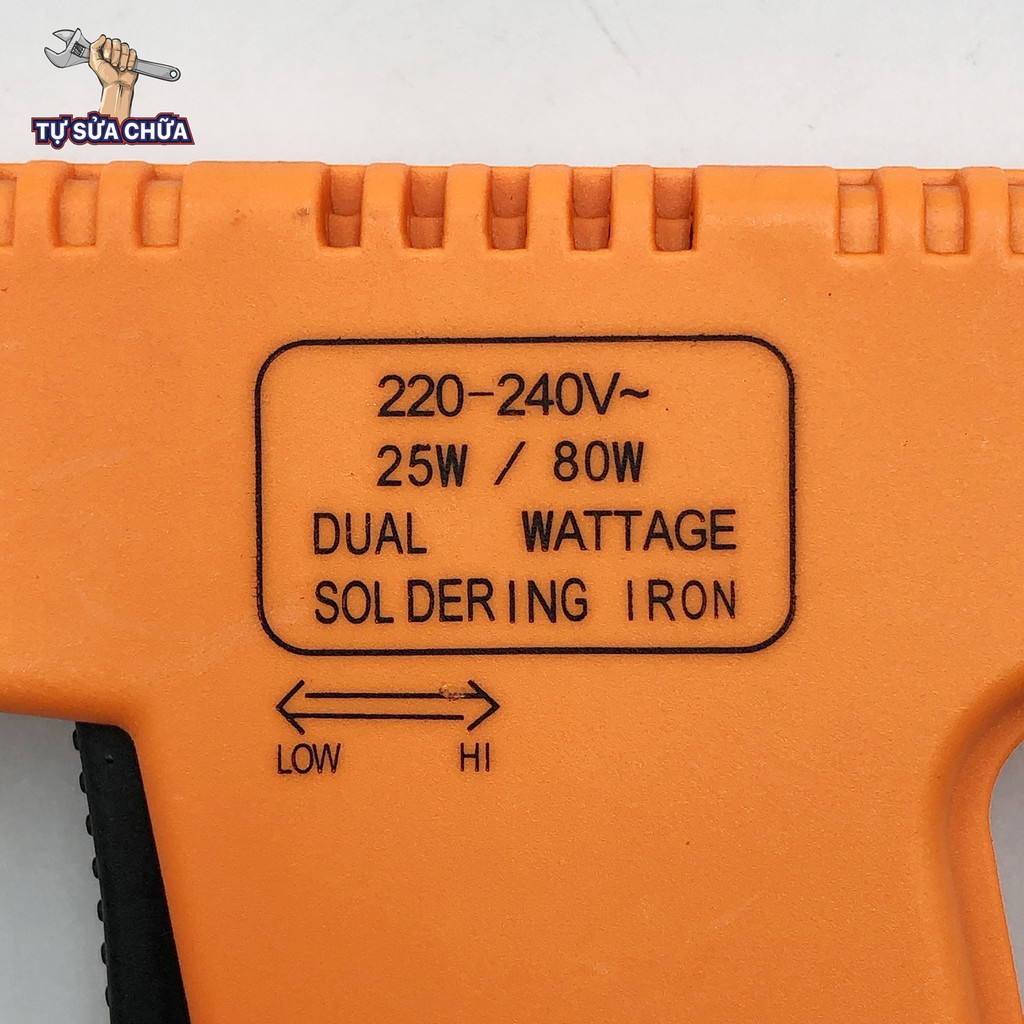 TỰ SỬA CHỮA
220-240V~
25W / 80W
DUAL WATTAGE
SOLDERING IRON
LOW HI